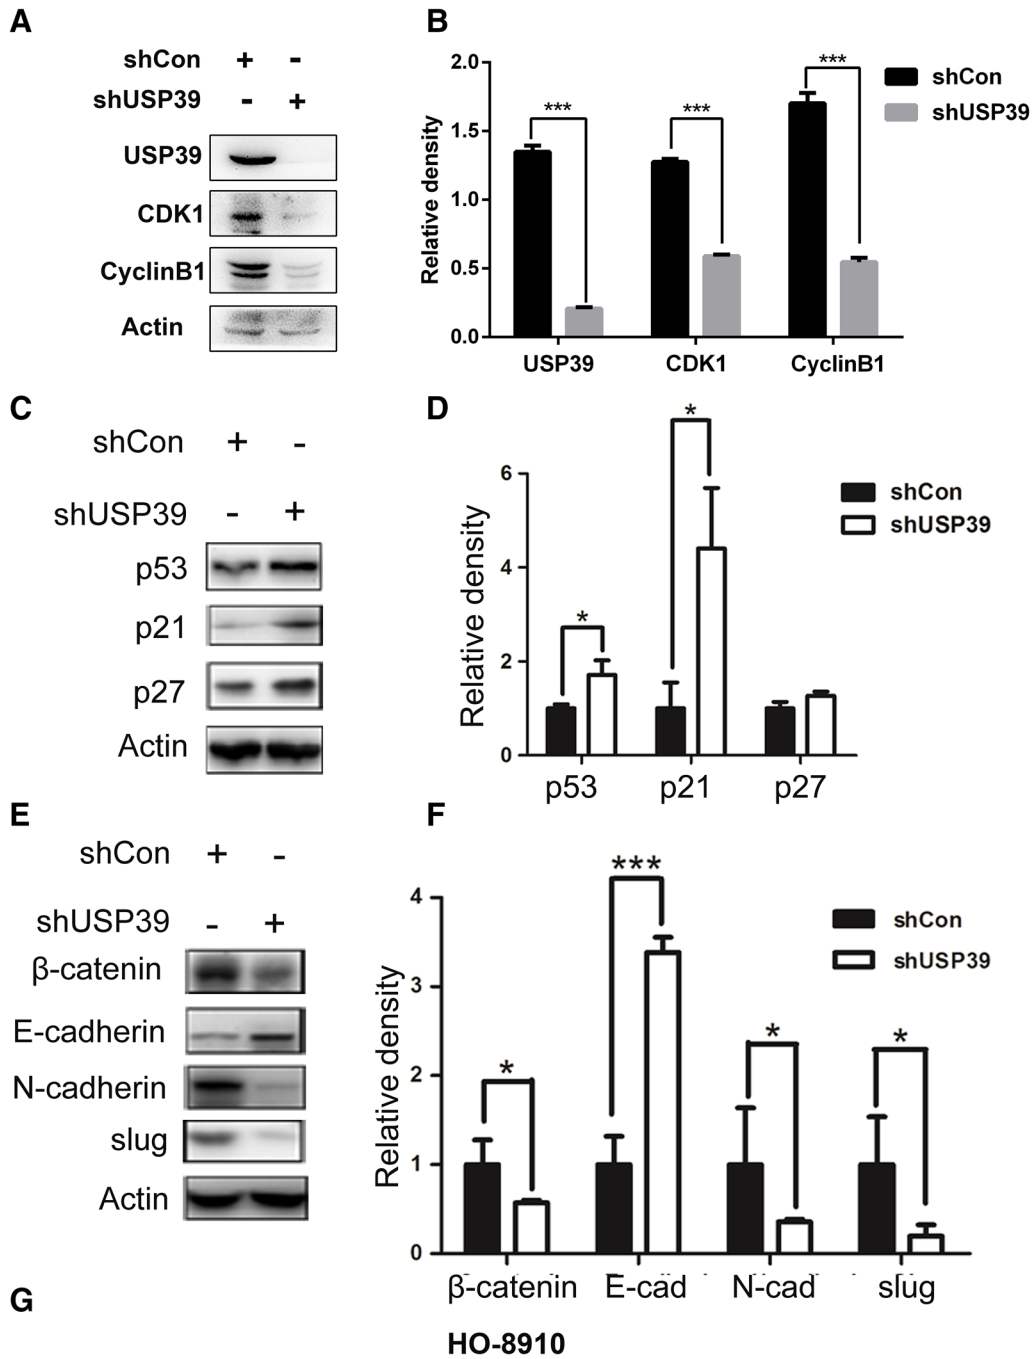 A
shCon + -
shUSP39 - +
USP39
CDK1
CyclinB1
Actin
B
2.0
1.5
1.0
0.5
0.0
Relative density
***
***
***
shCon
shUSP39
USP39 CDK1 CyclinB1
C
shCon + -
shUSP39 - +
p53
p21
p27
Actin
D
6
4
2
0
Relative density
*
*
shCon
shUSP39
p53 p21 p27
E
shCon + -
shUSP39 - +
β-catenin
E-cadherin
N-cadherin
slug
Actin
F
4
3
2
1
0
Relative density
*
***
*
*
shCon
shUSP39
β-catenin E-cad N-cad slug
G
HO-8910